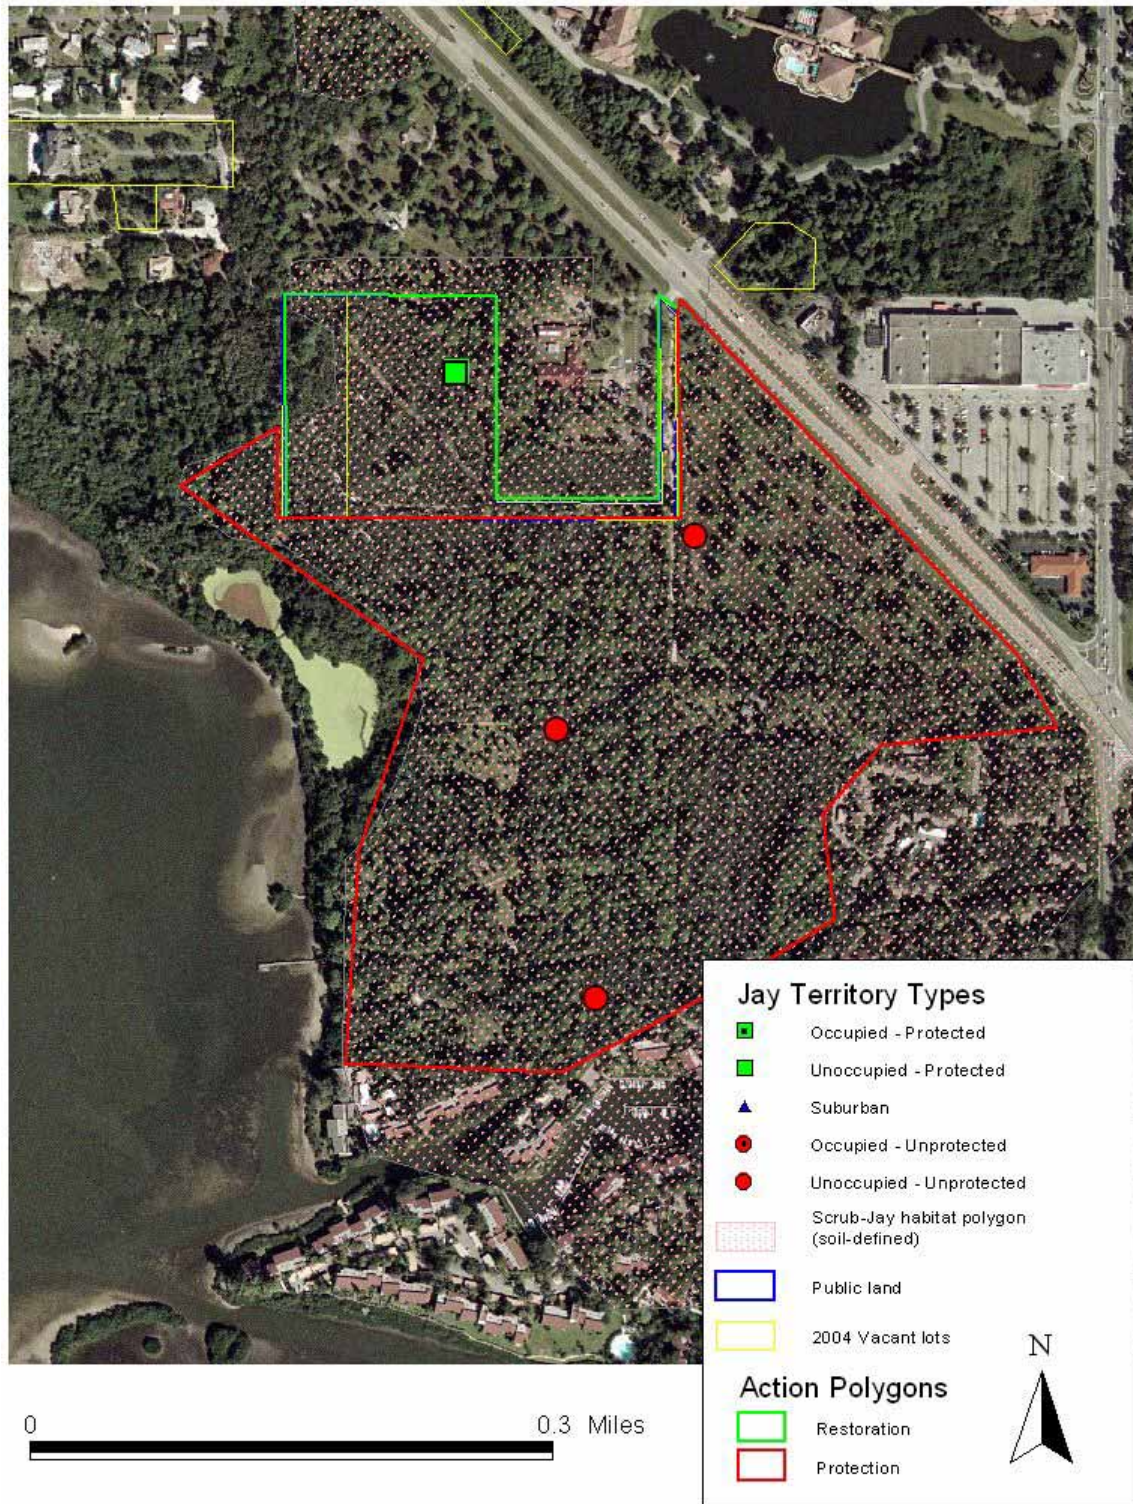 Jay Territory Types
Occupied - Protected
Unoccupied - Protected
Suburban
Occupied - Unprotected
Unoccupied - Unprotected
Scrub-Jay habitat polygon
(soil-defined)
Public land
2004 Vacant lots
N
Action Polygons
Restoration
Protection
0 0.3 Miles